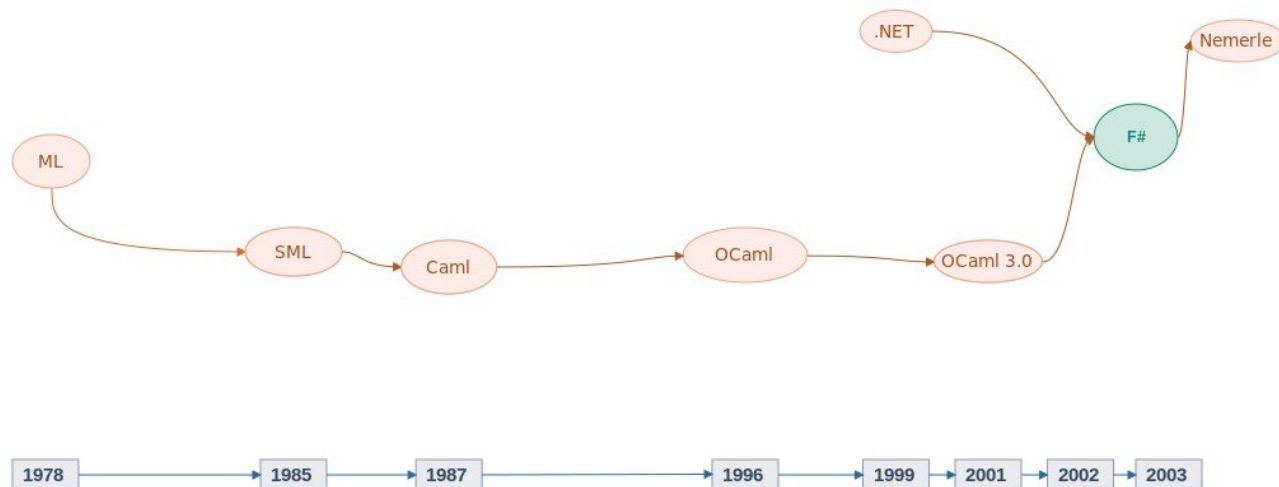 .NET
Nemerle
F#
ML
SML
Caml
OCaml
OCaml 3.0
1978
1985
1987
1996
1999
2001
2002
2003